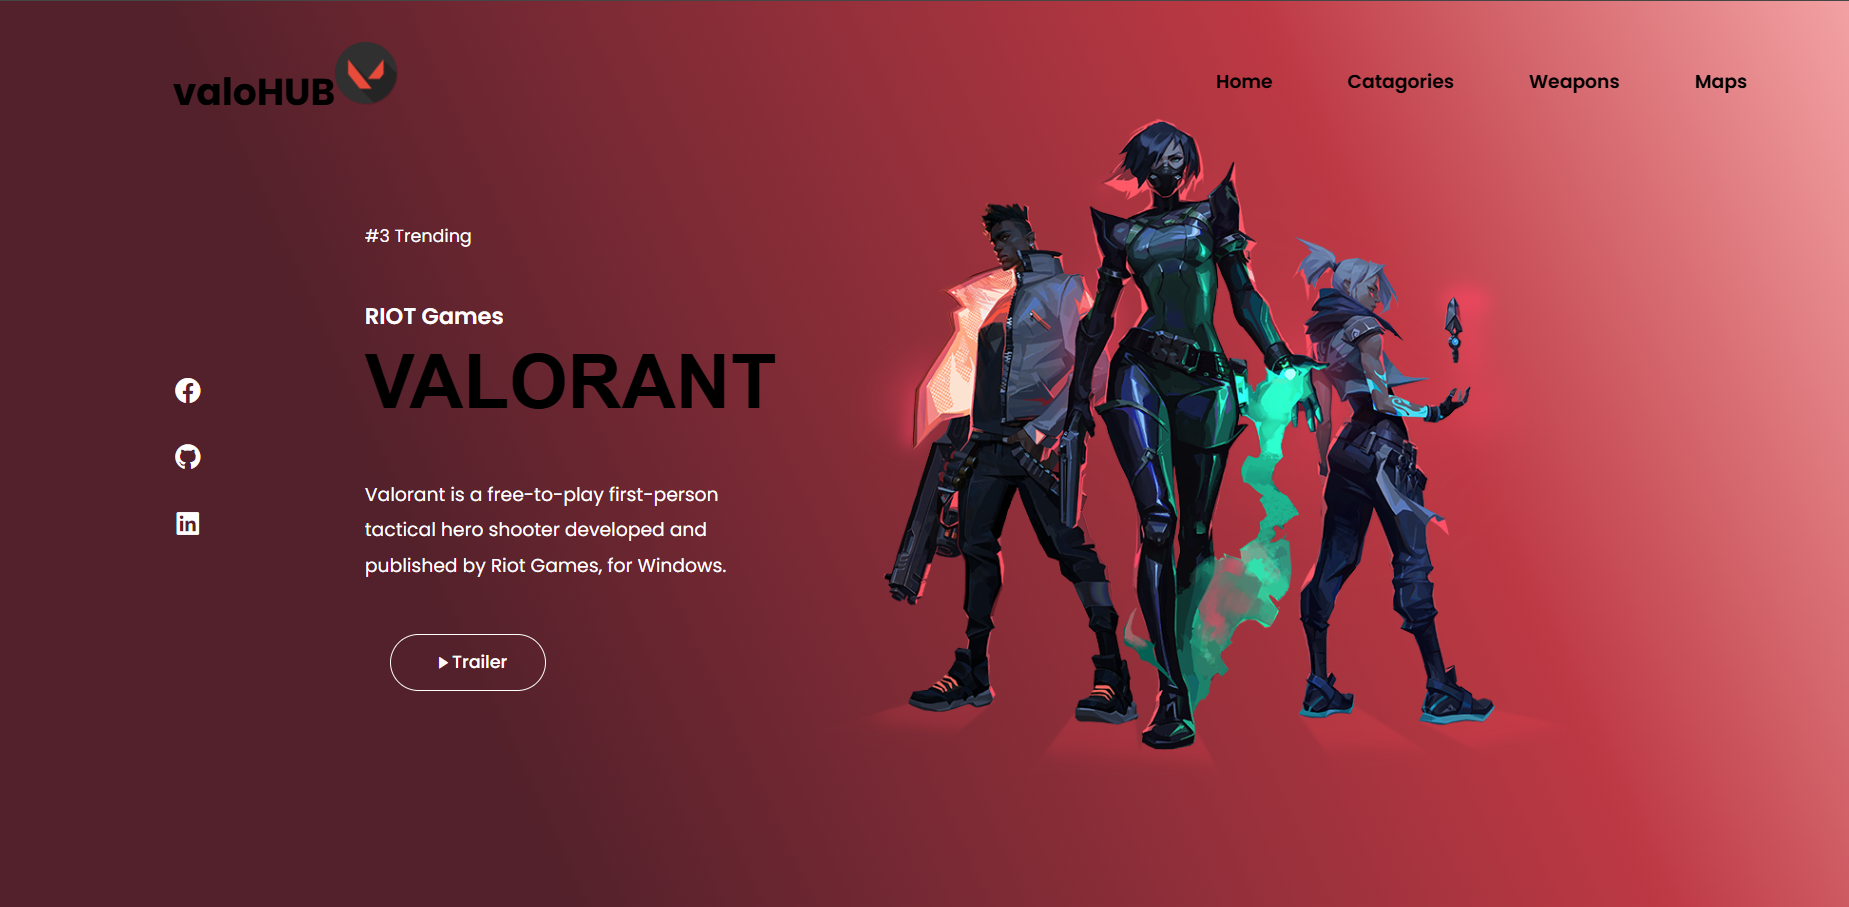 valoHUB
Home Catagories Weapons Maps
#3 Trending
RIOT Games
VALORANT
Valorant is a free-to-play first-person
tactical hero shooter developed and
published by Riot Games, for Windows.
Trailer